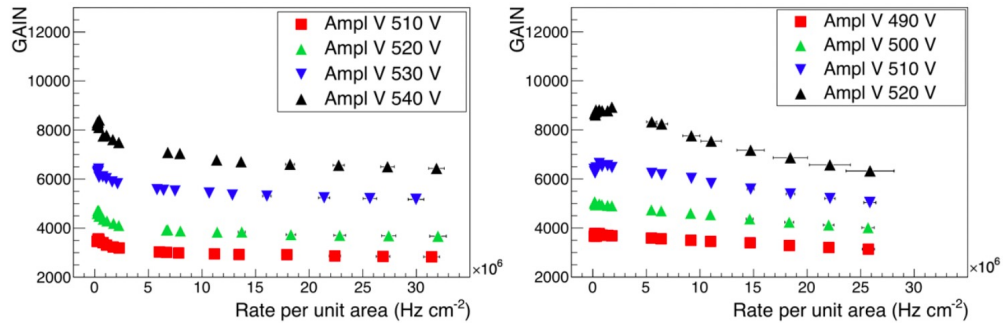 GAIN
12000
10000
8000
6000
4000
2000
Ampl V 510 V
Ampl V 520 V
Ampl V 530 V
Ampl V 540 V
0 5 10 15 20 25 30
×10⁶
Rate per unit area (Hz cm⁻²)
GAIN
12000
10000
8000
6000
4000
2000
Ampl V 490 V
Ampl V 500 V
Ampl V 510 V
Ampl V 520 V
0 5 10 15 20 25 30
×10⁶
Rate per unit area (Hz cm⁻²)